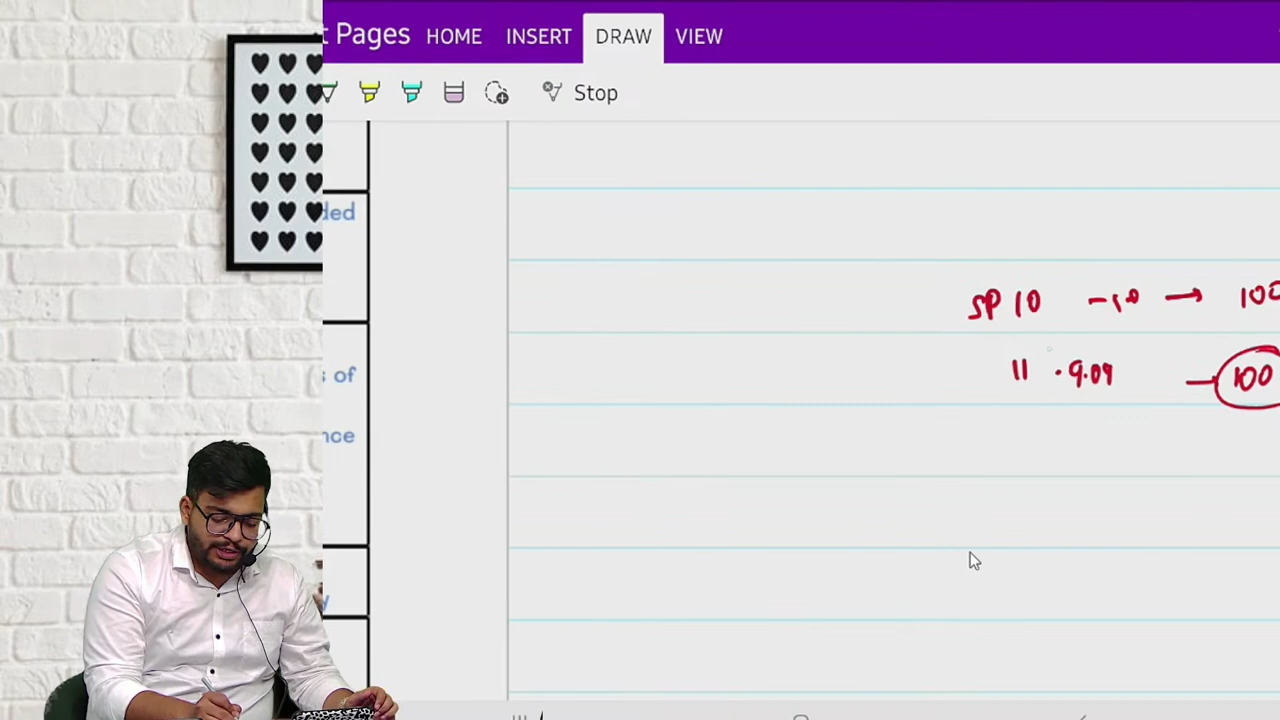 t Pages HOME INSERT DRAW VIEW
Stop
ded
SP 10 - 10 → 100
11 . 9.09 - 100
s of
nce
y